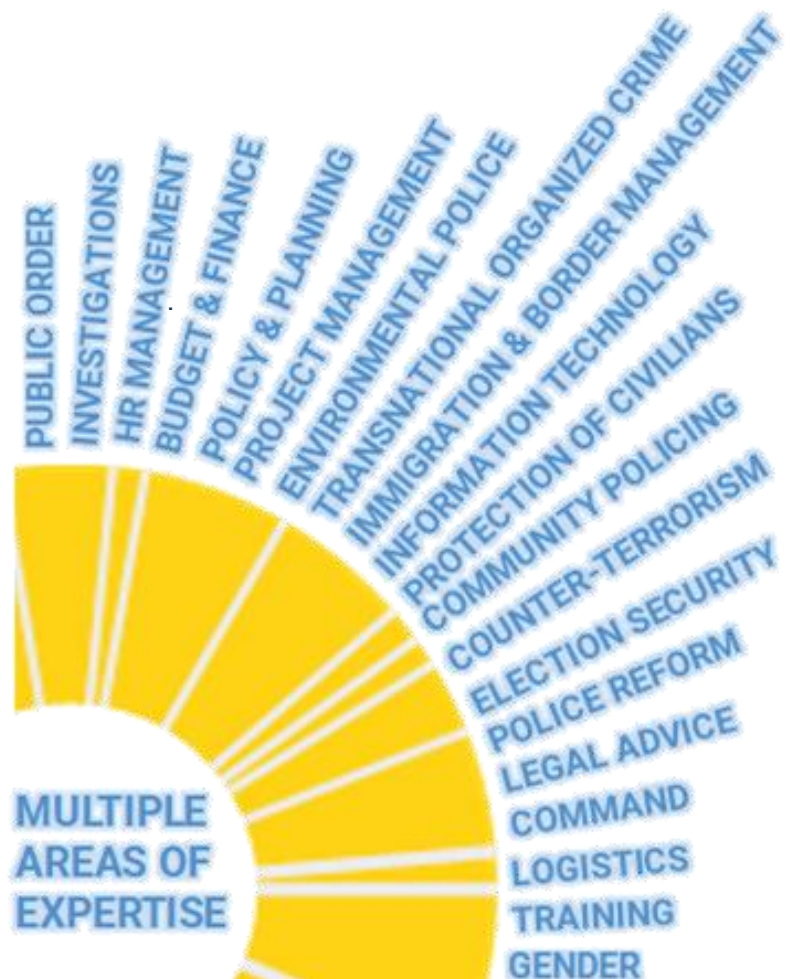 PUBLIC ORDER
INVESTIGATIONS
HR MANAGEMENT
BUDGET & FINANCE
POLICY & PLANNING
PROJECT MANAGEMENT
ENVIRONMENTAL POLICE
TRANSNATIONAL ORGANIZED CRIME
IMMIGRATION & BORDER MANAGEMENT
INFORMATION TECHNOLOGY
PROTECTION OF CIVILIANS
COMMUNITY POLICING
COUNTER-TERRORISM
ELECTION SECURITY
POLICE REFORM
LEGAL ADVICE
COMMAND
LOGISTICS
TRAINING
GENDER
MULTIPLE
AREAS OF
EXPERTISE